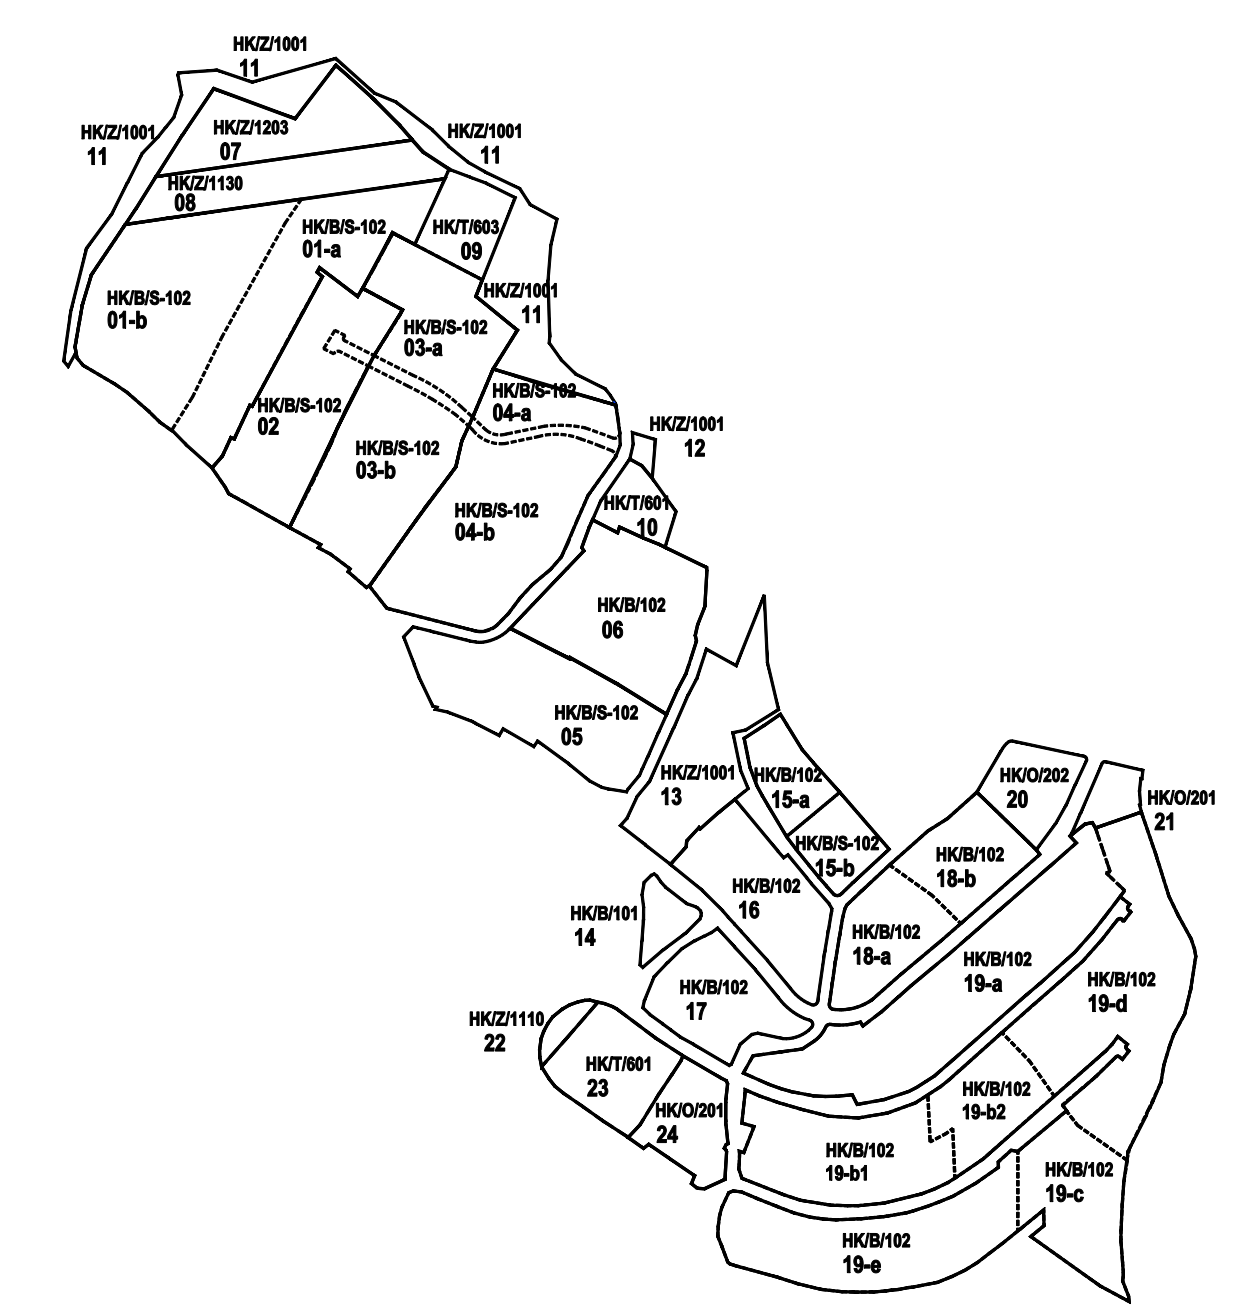 HK/Z/1001
11
HK/Z/1001
11
HK/Z/1203
07
HK/Z/1001
11
HK/Z/1130
08
HK/B/S-102
01-a
HK/T/603
09
HK/B/S-102
01-b
HK/Z/1001
11
HK/B/S-102
03-a
HK/B/S-102
04-a
HK/B/S-102
02
HK/Z/1001
12
HK/B/S-102
03-b
HK/T/601
10
HK/B/S-102
04-b
HK/B/102
06
HK/B/S-102
05
HK/Z/1001
13
HK/B/102
15-a
HK/O/202
20
HK/O/201
21
HK/B/S-102
15-b
HK/B/102
18-b
HK/B/102
16
HK/B/101
14
HK/B/102
18-a
HK/B/102
19-a
HK/B/102
17
HK/B/102
19-d
HK/Z/1110
22
HK/T/601
23
HK/B/102
19-b2
HK/O/201
24
HK/B/102
19-b1
HK/B/102
19-c
HK/B/102
19-e